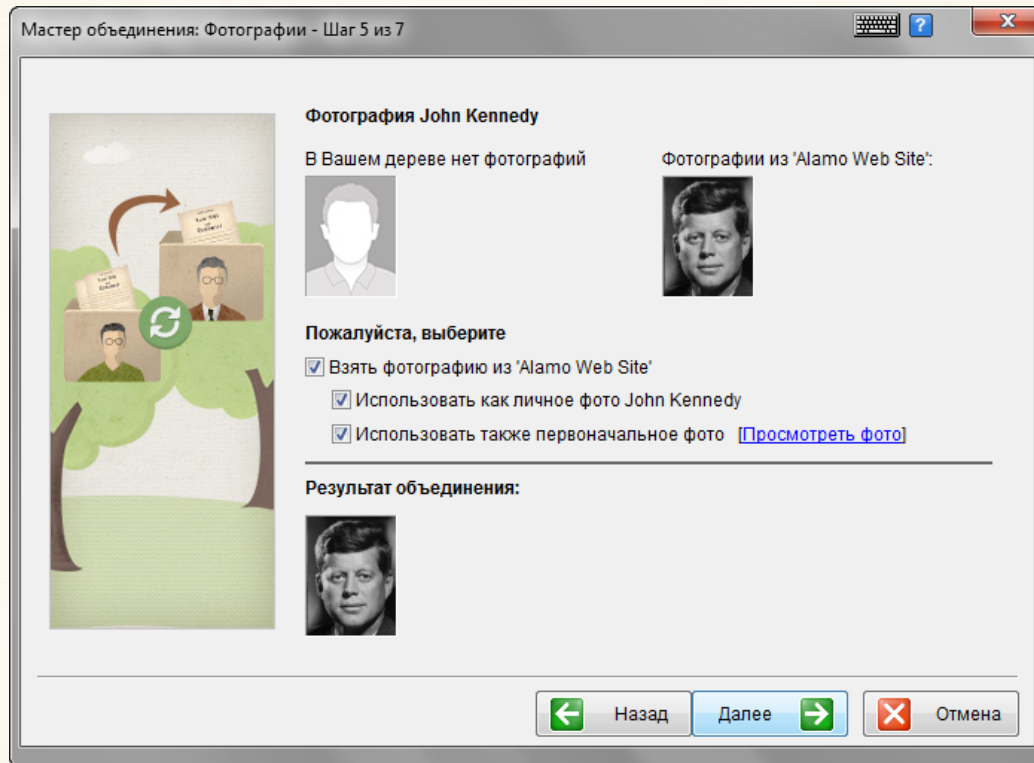 Мастер объединения: Фотографии - Шаг 5 из 7
Фотография John Kennedy
В Вашем дереве нет фотографий
Фотографии из 'Alamo Web Site':
Пожалуйста, выберите
Взять фотографию из 'Alamo Web Site'
Использовать как личное фото John Kennedy
Использовать также первоначальное фото [Просмотреть фото]
Результат объединения:
Назад
Далее
Отмена